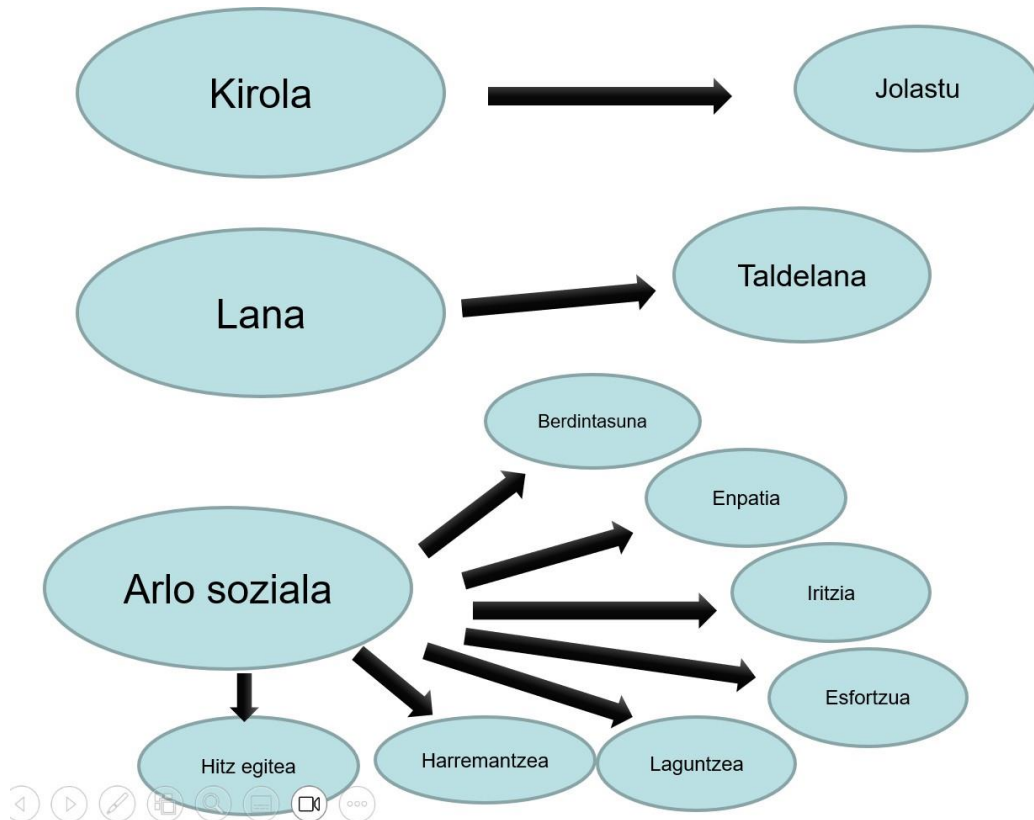 Kirola
Jolastu
Lana
Taldelana
Berdintasuna
Enpatia
Arlo soziala
Iritzia
Esfortzua
Hitz egitea
Harremantzea
Laguntzea